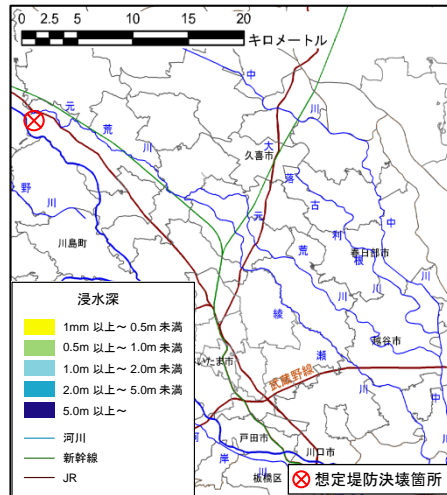 0 2.5 5 10 15 20
キロメートル
中
川
元
荒
川
大
久喜市
落
元
古
野
川
利
中
春日部市
根
川島町
荒
川
川
綾
越谷市
瀬
いたま市
武蔵野線
川
中
戸田市
河
岸
川口市
川
板橋区
浸水深
1mm 以上～ 0.5m 未満
0.5m 以上～ 1.0m 未満
1.0m 以上～ 2.0m 未満
2.0m 以上～ 5.0m 未満
5.0m 以上～
河川
新幹線
JR
想定堤防決壊箇所